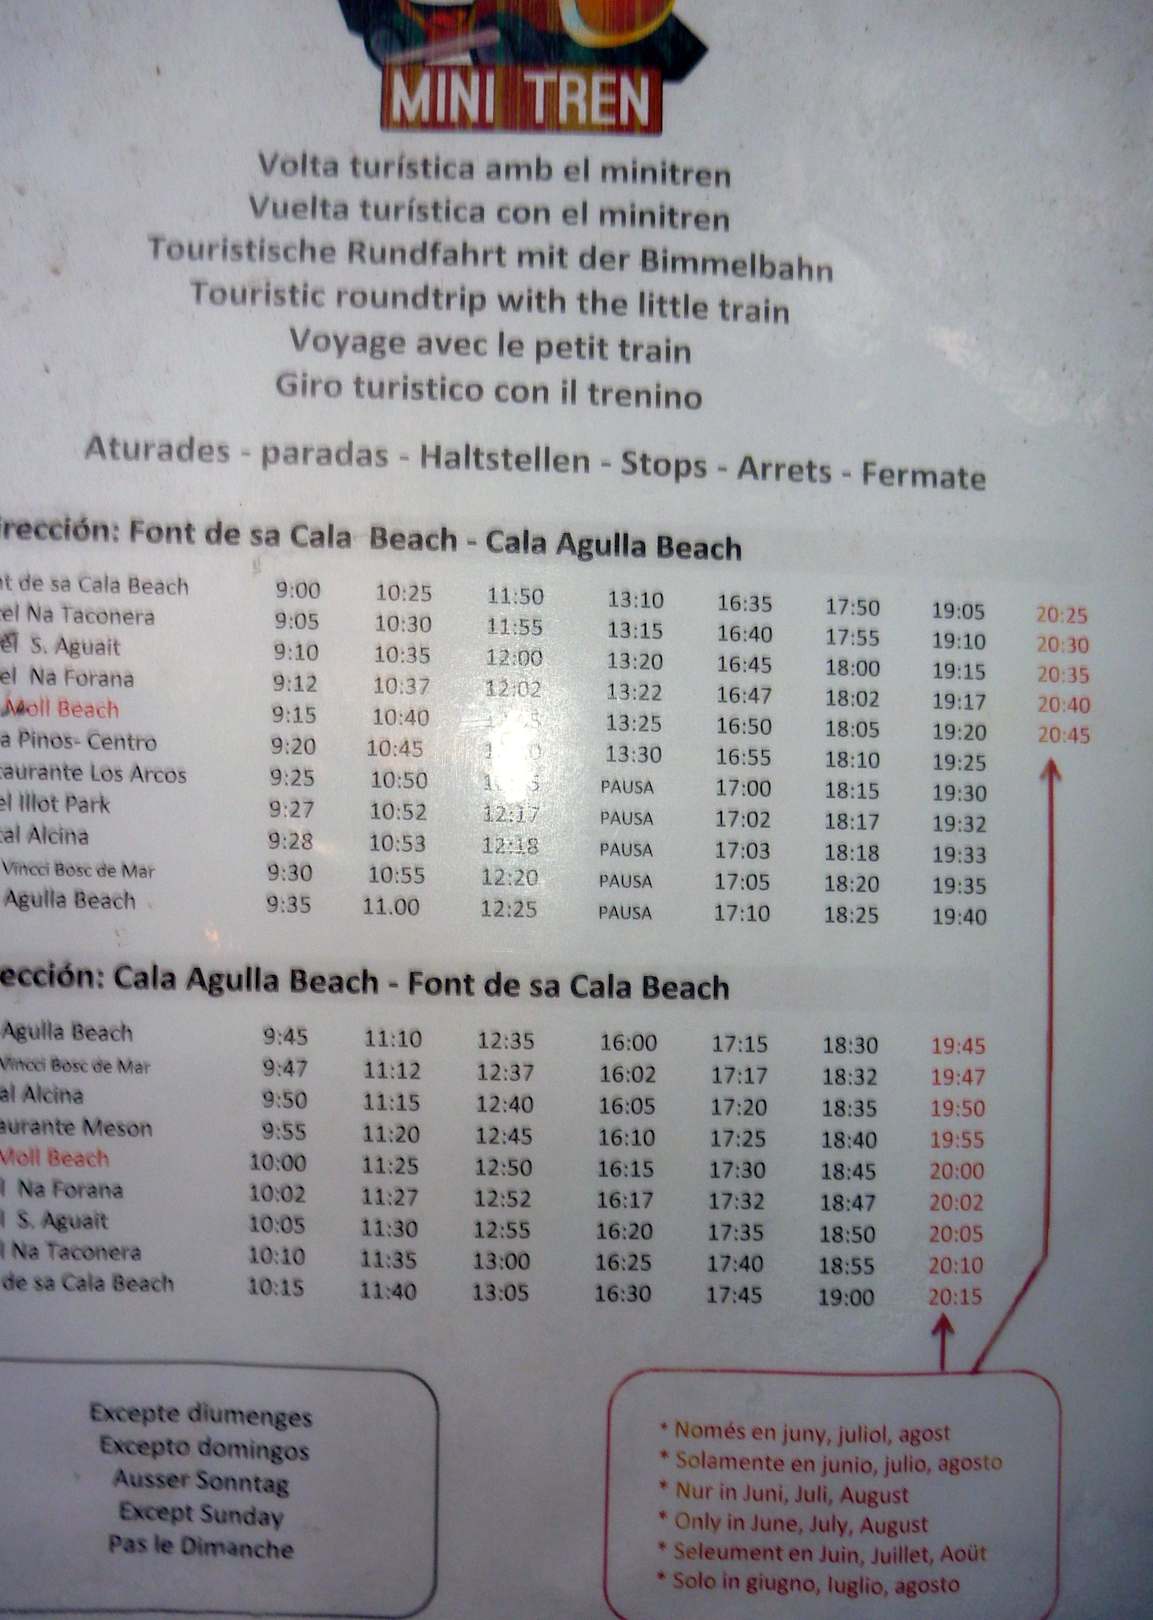 MINI TREN
Volta turística amb el minitren
Vuelta turística con el minitren
Touristische Rundfahrt mit der Bimmelbahn
Touristic roundtrip with the little train
Voyage avec le petit train
Giro turistico con il trenino
Aturades - paradas - Haltstellen - Stops - Arrets - Fermate
irección: Font de sa Cala Beach - Cala Agulla Beach
nt de sa Cala Beach 9:00 10:25 11:50 13:10 16:35 17:50 19:05 20:25
el Na Taconera 9:05 10:30 11:55 13:15 16:40 17:55 19:10 20:30
el S. Aguait 9:10 10:35 12:00 13:20 16:45 18:00 19:15 20:35
el Na Forana 9:12 10:37 12:02 13:22 16:47 18:02 19:17 20:40
Moll Beach 9:15 10:40 13:25 16:50 18:05 19:20 20:45
a Pinos- Centro 9:20 10:45 13:30 16:55 18:10 19:25
taurante Los Arcos 9:25 10:50 PAUSA 17:00 18:15 19:30
el Illot Park 9:27 10:52 12:17 PAUSA 17:02 18:17 19:32
tal Alcina 9:28 10:53 12:18 PAUSA 17:03 18:18 19:33
Vincci Bosc de Mar 9:30 10:55 12:20 PAUSA 17:05 18:20 19:35
Agulla Beach 9:35 11.00 12:25 PAUSA 17:10 18:25 19:40
ección: Cala Agulla Beach - Font de sa Cala Beach
Agulla Beach 9:45 11:10 12:35 16:00 17:15 18:30 19:45
Vincci Bosc de Mar 9:47 11:12 12:37 16:02 17:17 18:32 19:47
al Alcina 9:50 11:15 12:40 16:05 17:20 18:35 19:50
aurante Meson 9:55 11:20 12:45 16:10 17:25 18:40 19:55
Moll Beach 10:00 11:25 12:50 16:15 17:30 18:45 20:00
l Na Forana 10:02 11:27 12:52 16:17 17:32 18:47 20:02
l S. Aguait 10:05 11:30 12:55 16:20 17:35 18:50 20:05
l Na Taconera 10:10 11:35 13:00 16:25 17:40 18:55 20:10
de sa Cala Beach 10:15 11:40 13:05 16:30 17:45 19:00 20:15
Excepte diumenges
Excepto domingos
Ausser Sonntag
Except Sunday
Pas le Dimanche
* Només en juny, juliol, agost
* Solamente en junio, julio, agosto
* Nur in Juni, Juli, August
* Only in June, July, August
* Seleument en Juin, Juillet, Août
* Solo in giugno, luglio, agosto